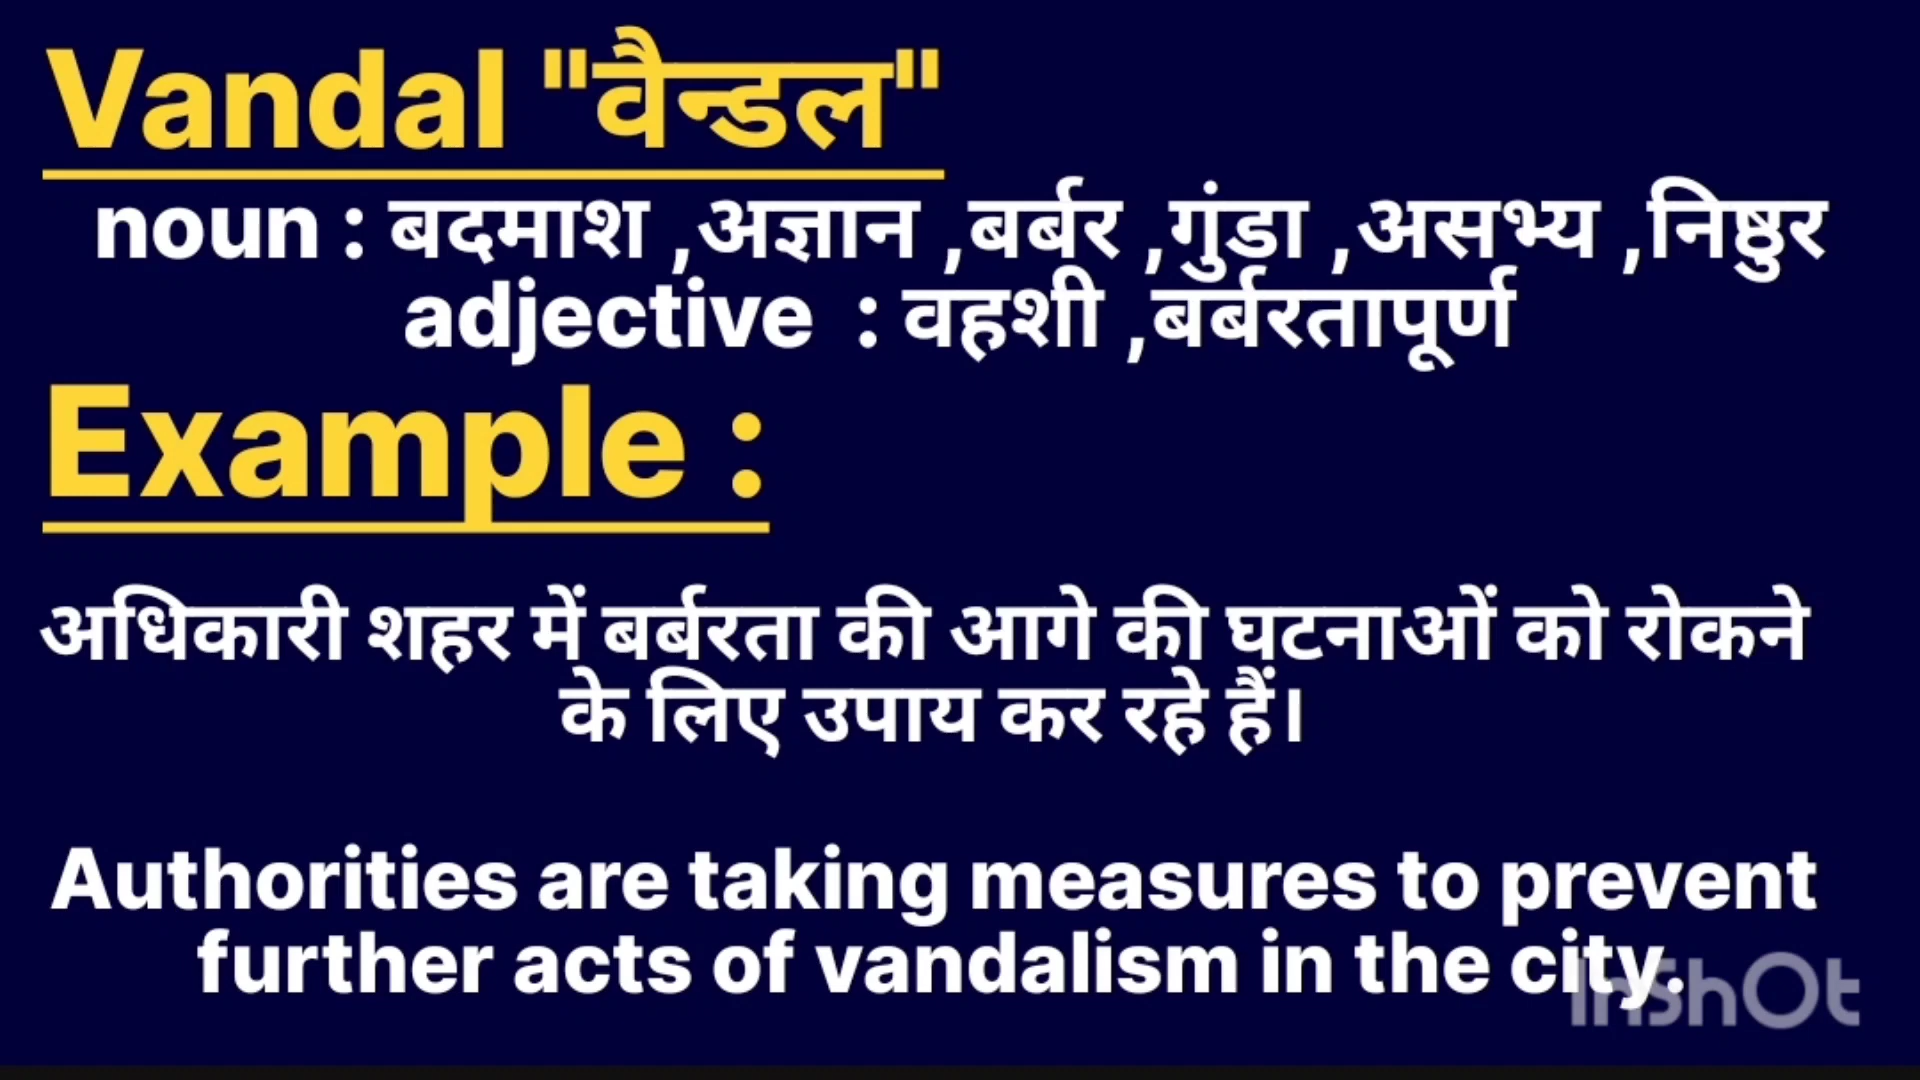 Vandal "वैन्डल"
noun : बदमाश ,अज्ञान ,बर्बर ,गुंडा ,असभ्य ,निष्ठुर
adjective : वहशी ,बर्बरतापूर्ण
Example :
अधिकारी शहर में बर्बरता की आगे की घटनाओं को रोकने
के लिए उपाय कर रहे हैं।
Authorities are taking measures to prevent
further acts of vandalism in the city.
InShOt